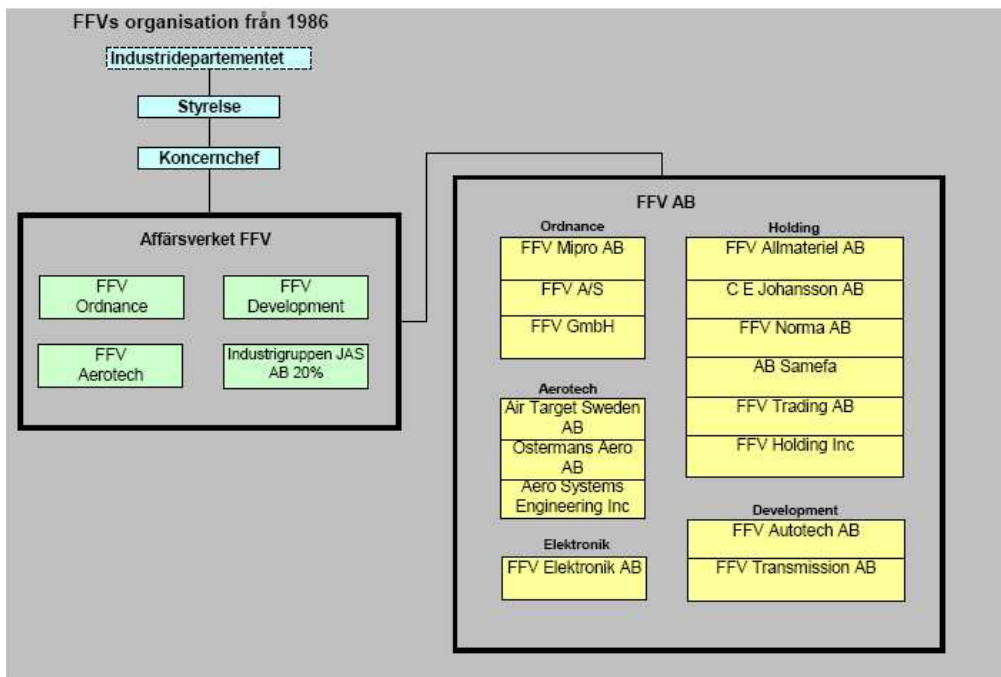 FFVs organisation från 1986
Industridepartementet
Styrelse
Koncernchef
Affärsverket FFV
FFV
Ordnance
FFV
Development
FFV
Aerotech
Industrigruppen JAS
AB 20%
FFV AB
Ordnance
FFV Mipro AB
FFV A/S
FFV GmbH
Aerotech
Air Target Sweden
AB
Ostermans Aero
AB
Aero Systems
Engineering Inc
Elektronik
FFV Elektronik AB
Holding
FFV Allmateriel AB
C E Johansson AB
FFV Norma AB
AB Samefa
FFV Trading AB
FFV Holding Inc
Development
FFV Autotech AB
FFV Transmission AB